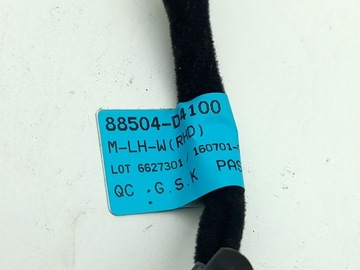 88504-D4100
M-LH-W(RHD)
LOT 6627301 / 160701-
QC :G.S.K PAS